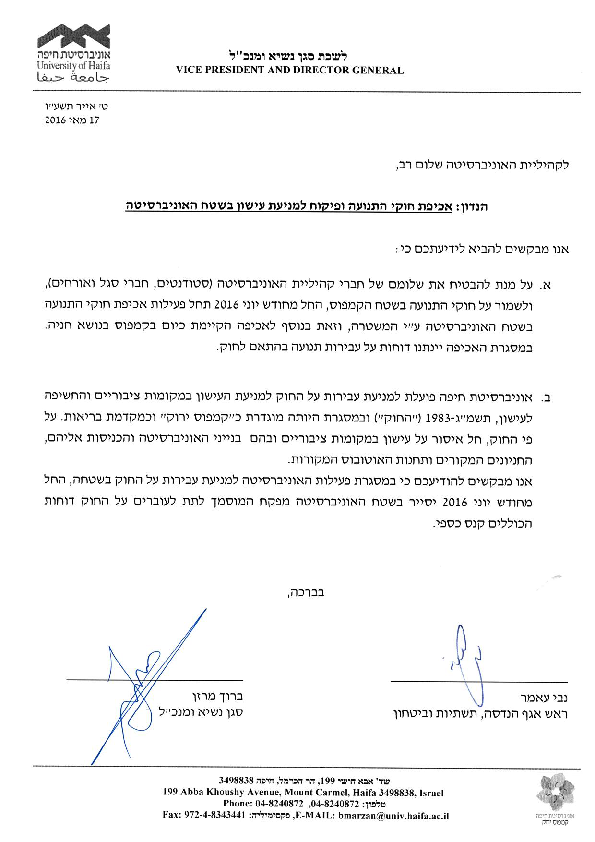 אוניברסיטת חיפה
University of Haifa
جامعة حيفا
לשכת סגן נשיא ומנכ"ל
VICE PRESIDENT AND DIRECTOR GENERAL
ט' אייר תשע"ו
17 מאי 2016
לקהיליית האוניברסיטה שלום רב,
הנדון: אכיפת חוקי התנועה ופיקוח למניעת עישון בשטח האוניברסיטה
אנו מבקשים להביא לידיעתכם כי:
א. על מנת להבטיח את שלומם של חברי קהיליית האוניברסיטה (סטודנטים, חברי סגל ואורחים),
ולשמור על חוקי התנועה בשטח הקמפוס, החל מחודש יוני 2016 תחל פעילות אכיפת חוקי התנועה
בשטח האוניברסיטה ע"י המשטרה, וזאת בנוסף לאכיפה הקיימת כיום בקמפוס בנושא חניה.
במסגרת האכיפה יינתנו דוחות על עבירות תנועה בהתאם לחוק.
ב. אוניברסיטת חיפה פועלת למניעת עבירות על החוק למניעת העישון במקומות ציבוריים והחשיפה
לעישון, תשמ"ג-1983 ("החוק") ובמסגרת היותה מוגדרת כ"קמפוס ירוק" וכמקדמת בריאות. על
פי החוק, חל איסור על עישון במקומות ציבוריים ובהם בנייני האוניברסיטה והכניסות אליהם,
החניונים המקורים ותחנות האוטובוס המקורות.
אנו מבקשים להודיעכם כי במסגרת פעילות האוניברסיטה למניעת עבירות על החוק בשטחה, החל
מחודש יוני 2016 יסייר בשטח האוניברסיטה מפקח המוסמך לתת לעוברים על החוק דוחות
הכוללים קנס כספי.
בברכה,
נבי עאמר
ראש אגף הנדסה, תשתיות וביטחון
ברוך מרזן
סגן נשיא ומנכ"ל
שד' אבא חושי 199, הר הכרמל, חיפה 3498838
199 Abba Khoushy Avenue, Mount Carmel, Haifa 3498838, Israel
Phone: 04-8240872 ,04-8240872 :טלפון
Fax: 972-4-8343441 :פקסימיליה, E-MAIL: bmarzan@univ.haifa.ac.il
אוניברסיטת חיפה
קמפוס ירוק